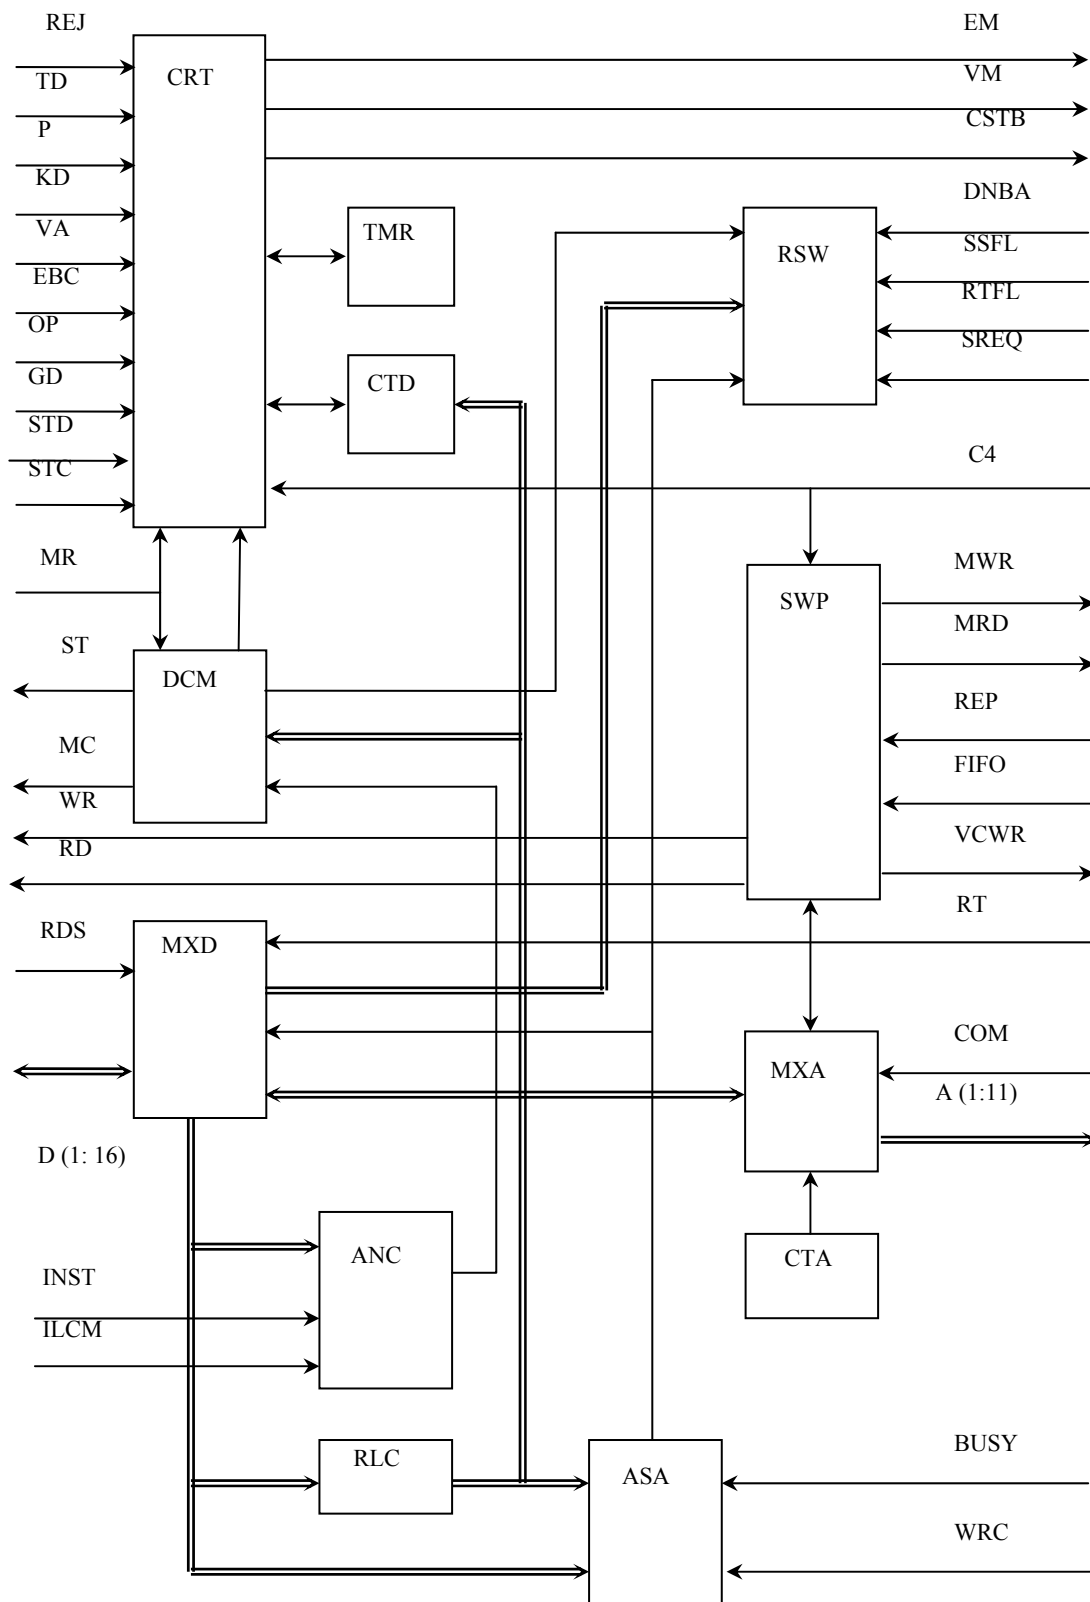 REJ
EM
TD
CRT
VM
P
CSTB
KD
DNBA
VA
TMR
RSW
SSFL
EBC
RTFL
OP
SREQ
GD
CTD
STD
STC
C4
MR
MWR
SWP
MRD
ST
DCM
REP
MC
FIFO
WR
VCWR
RD
RT
RDS
MXD
COM
MXA
A (1:11)
D (1: 16)
ANC
CTA
INST
ILCM
BUSY
RLC
ASA
WRC